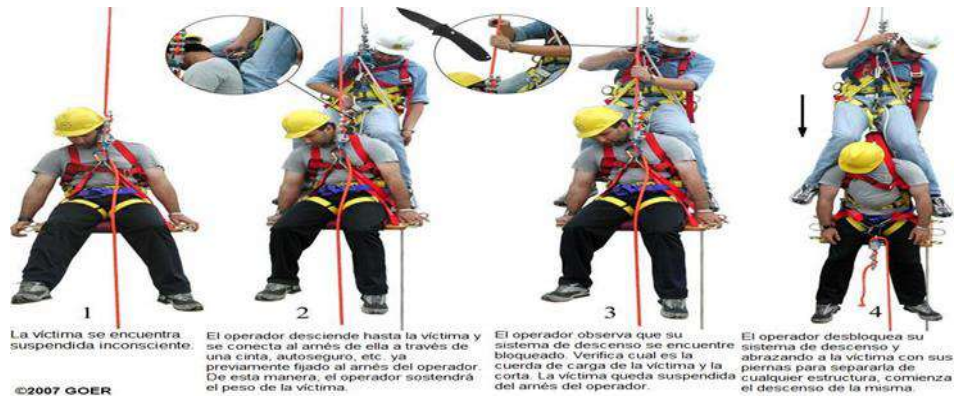 1
La víctima se encuentra
suspendida inconsciente.
2
El operador desciende hasta la víctima y
se conecta al arnés de ella a través de
una cinta, autoseguro, etc. ya
previamente fijado al arnés del operador.
De esta manera, el operador sostendrá
el peso de la víctima.
3
El operador observa que su
sistema de descenso se encuentre
bloqueado. Verifica cual es la
cuerda de carga de la víctima y la
corta. La víctima queda suspendida
del arnés del operador.
4
El operador desbloquea su
sistema de descenso y
abrazando a la víctima con sus
piernas para separarla de
cualquier estructura, comienza
el descenso de la misma.
©2007 GOER